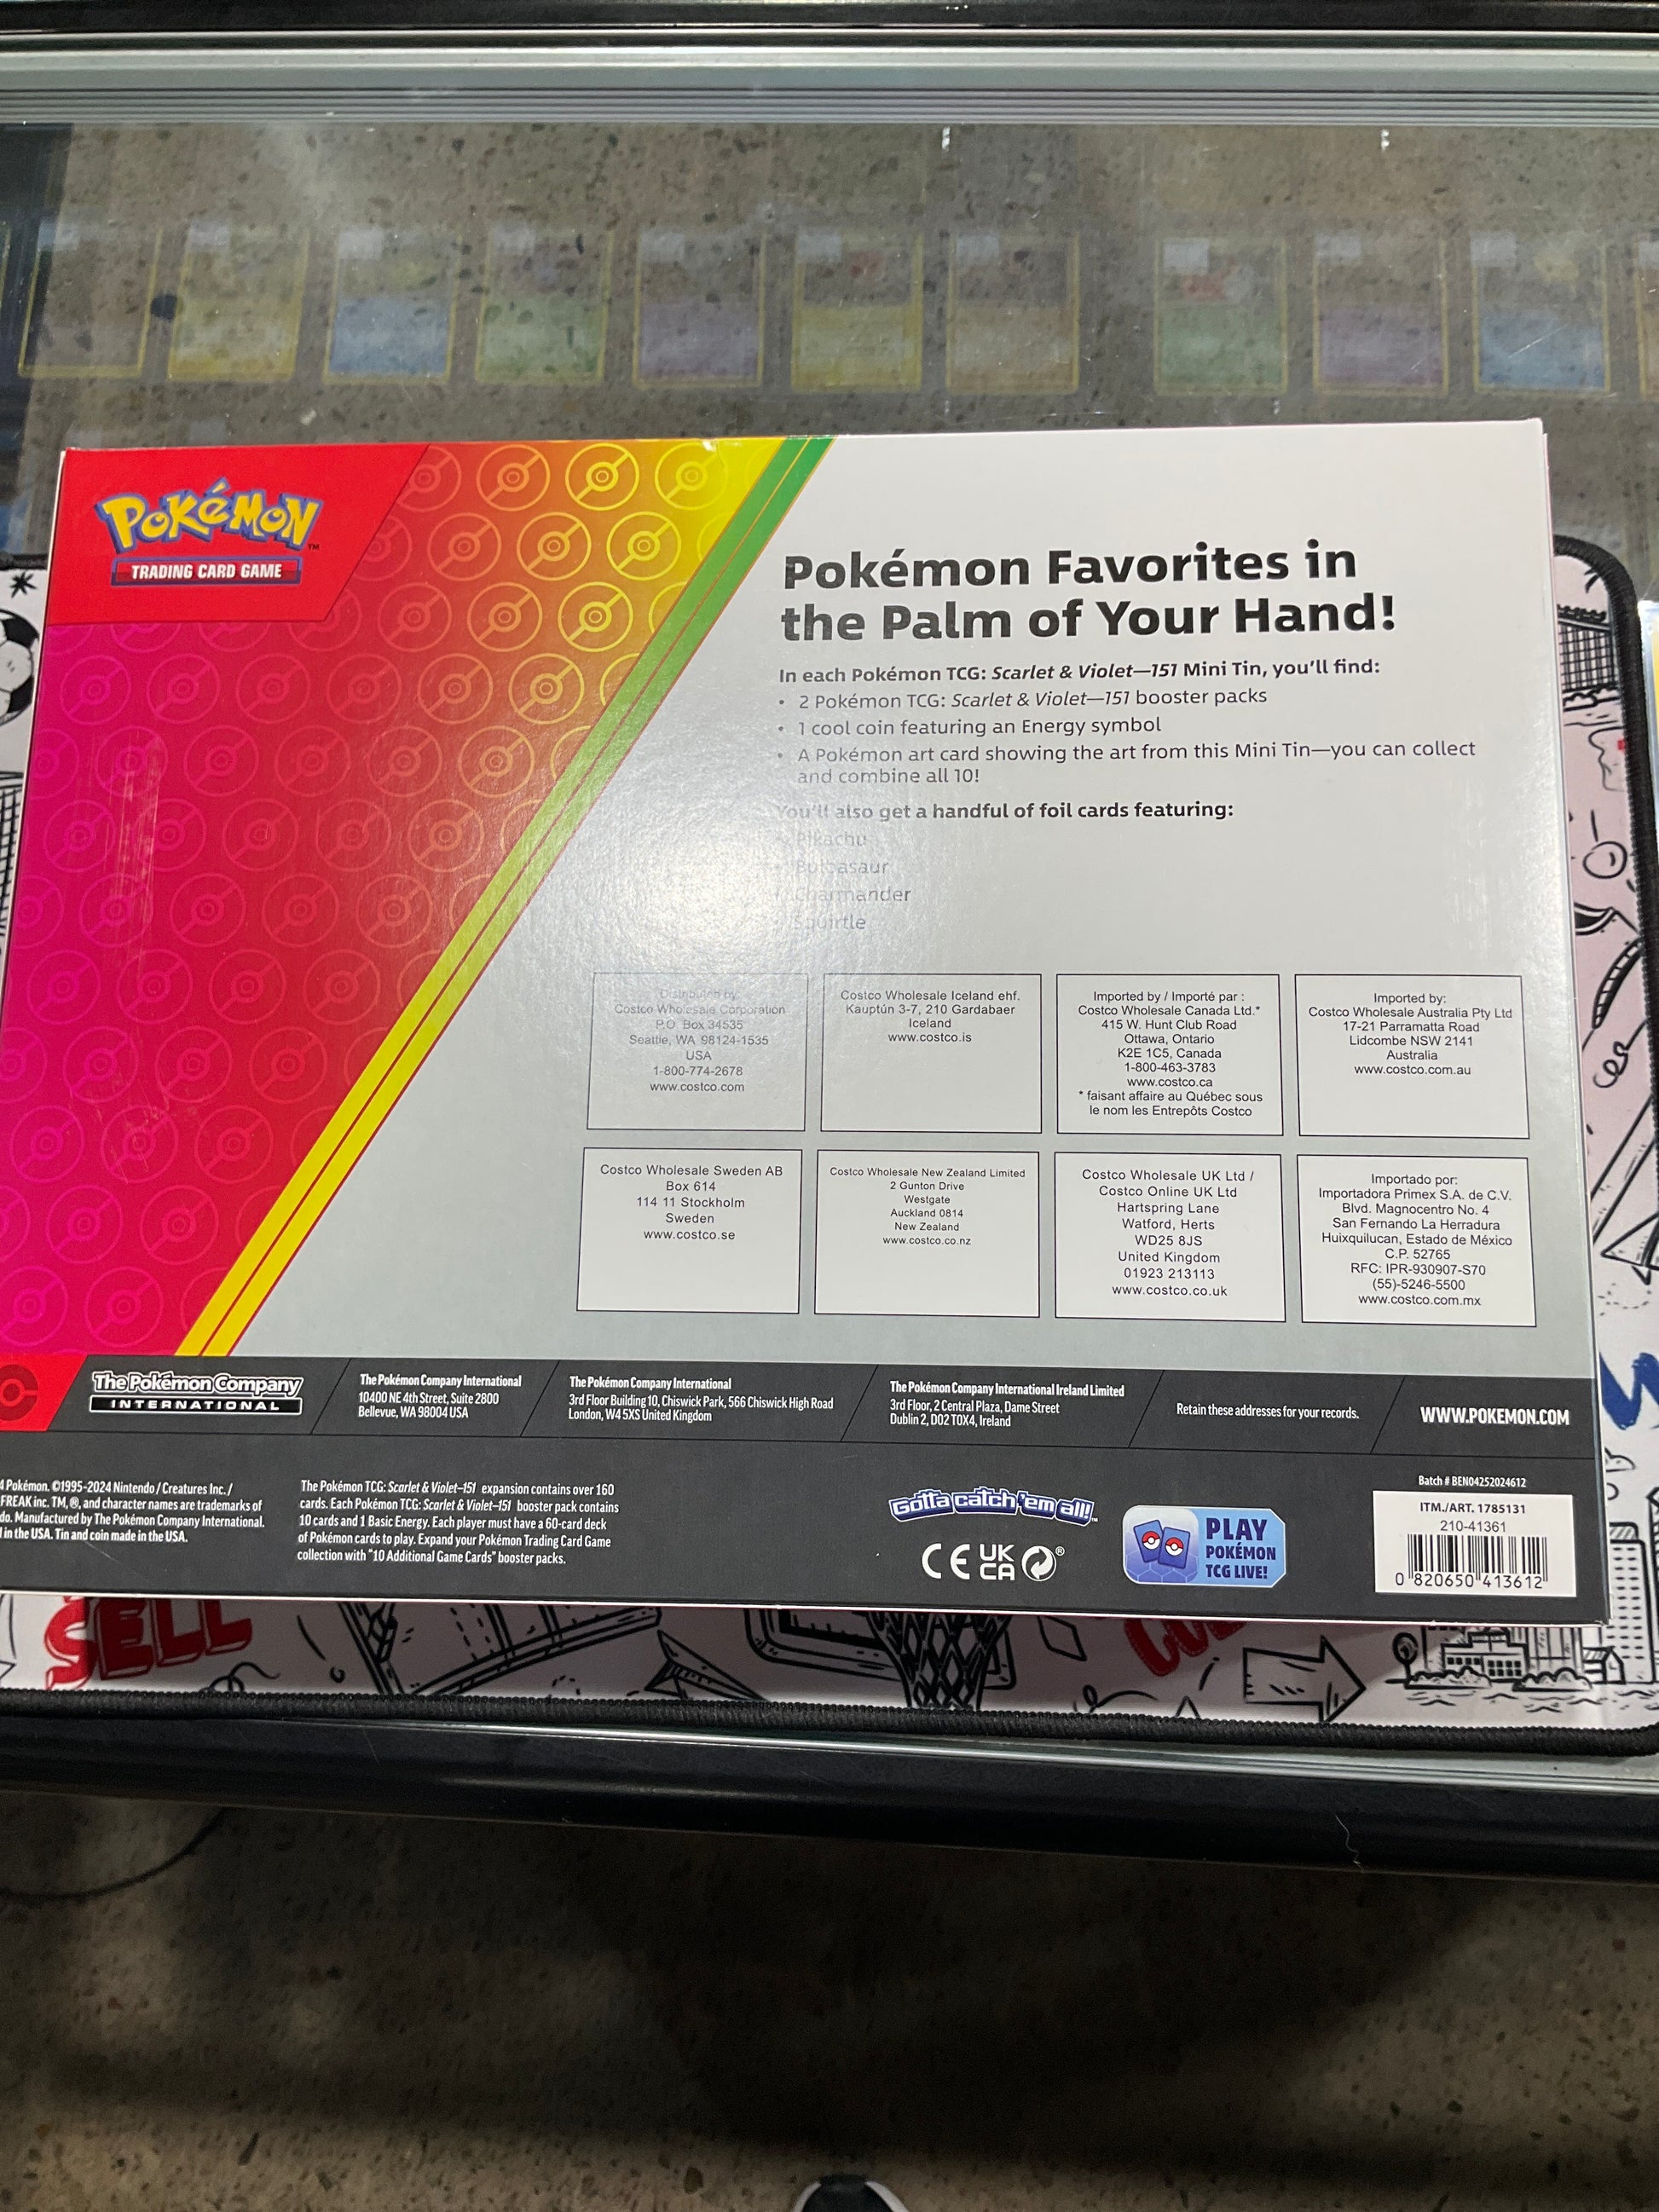 Pokémon
TM
TRADING CARD GAME
Pokémon Favorites in
the Palm of Your Hand!
In each Pokémon TCG: Scarlet & Violet—151 Mini Tin, you'll find:
• 2 Pokémon TCG: Scarlet & Violet—151 booster packs
• 1 cool coin featuring an Energy symbol
• A Pokémon art card showing the art from this Mini Tin—you can collect
and combine all 10!
You'll also get a handful of foil cards featuring:
• Pikachu
• Bulbasaur
• Charmander
• Squirtle
Distributed by:
Costco Wholesale Corporation
P.O. Box 34535
Seattle, WA 98124-1535
USA
1-800-774-2678
www.costco.com
Costco Wholesale Iceland ehf.
Kauptún 3-7, 210 Gardabaer
Iceland
www.costco.is
Imported by / Importé par :
Costco Wholesale Canada Ltd.*
415 W. Hunt Club Road
Ottawa, Ontario
K2E 1C5, Canada
1-800-463-3783
www.costco.ca
* faisant affaire au Québec sous
le nom les Entrepôts Costco
Imported by:
Costco Wholesale Australia Pty Ltd
17-21 Parramatta Road
Lidcombe NSW 2141
Australia
www.costco.com.au
Costco Wholesale Sweden AB
Box 614
114 11 Stockholm
Sweden
www.costco.se
Costco Wholesale New Zealand Limited
2 Gunton Drive
Westgate
Auckland 0814
New Zealand
www.costco.co.nz
Costco Wholesale UK Ltd /
Costco Online UK Ltd
Hartspring Lane
Watford, Herts
WD25 8JS
United Kingdom
01923 213113
www.costco.co.uk
Importado por:
Importadora Primex S.A. de C.V.
Blvd. Magnocentro No. 4
San Fernando La Herradura
Huixquilucan, Estado de México
C.P. 52765
RFC: IPR-930907-S70
(55)-5246-5500
www.costco.com.mx
The Pokémon Company
INTERNATIONAL
The Pokémon Company International
10400 NE 4th Street, Suite 2800
Bellevue, WA 98004 USA
The Pokémon Company International
3rd Floor Building 10, Chiswick Park, 566 Chiswick High Road
London, W4 5XS United Kingdom
The Pokémon Company International Ireland Limited
3rd Floor, 2 Central Plaza, Dame Street
Dublin 2, D02 T0X4, Ireland
Retain these addresses for your records.
WWW.POKEMON.COM
4 Pokémon. ©1995-2024 Nintendo / Creatures Inc. /
FREAK inc. TM, ®, and character names are trademarks of
do. Manufactured by The Pokémon Company International.
in the USA. Tin and coin made in the USA.
The Pokémon TCG: Scarlet & Violet—151 expansion contains over 160
cards. Each Pokémon TCG: Scarlet & Violet—151 booster pack contains
10 cards and 1 Basic Energy. Each player must have a 60-card deck
of Pokémon cards to play. Expand your Pokémon Trading Card Game
collection with "10 Additional Game Cards" booster packs.
Gotta catch 'em all!
TM
CE UK
CA
®
PLAY
POKÉMON
TCG LIVE!
Batch # BEN04252024612
ITM./ART. 1785131
210-41361
0 820650 413612
SELL